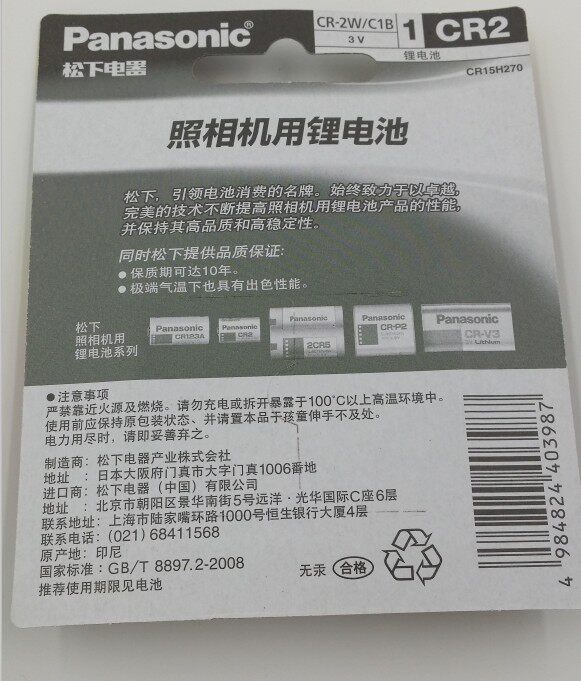 Panasonic
松下电器
CR-2W/C1B
3V
1
CR2
锂电池
CR15H270
照相机用锂电池
松下，引领电池消费的名牌。始终致力于以卓越，
完美的技术不断提高照相机用锂电池产品的性能，
并保持其高品质和高稳定性。
同时松下提供品质保证：
●保质期可达10年。
●极端气温下也具有出色性能。
松下
照相机用
锂电池系列
Panasonic
CR123A
Panasonic
CR2
Panasonic
2CR5
Panasonic
CR-P2
Panasonic
CR-V3
3V Lithium
●注意事项
严禁靠近火源及燃烧。请勿充电或拆开暴露于100°C以上高温环境中。
使用前应保持原包装状态、并请置本品于孩童伸手不及处。
电力用尽时，请即妥善弃之。
制造商：松下电器产业株式会社
地址：日本大阪府门真市大字门真1006番地
进口商：松下电器（中国）有限公司
地址：北京市朝阳区景华南街5号远洋·光华国际C座6层
联系地址：上海市陆家嘴环路1000号恒生银行大厦4层
联系电话：(021) 68411568
原产地：印尼
国家标准：GB/T 8897.2-2008
推荐使用期限见电池
无汞
合格
4 984824 403987